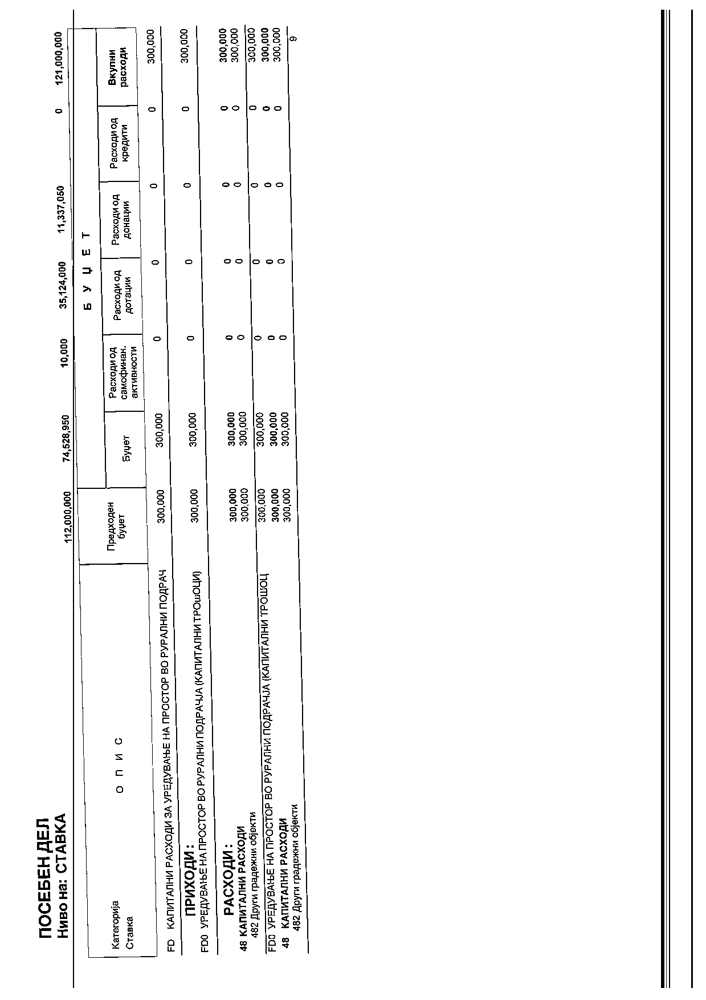 ПОСЕБЕН ДЕЛ
Ниво на: СТАВКА
112,000,000 74,528,950 10,000 35,124,000 11,337,050 0 121,000,000
Категорија
Ставка
О П И С
Предходен
буџет
Б У Џ Е Т
Буџет
Расходи од
самофинан.
активности
Расходи од
дотации
Расходи од
донации
Расходи од
кредити
Вкупни
расходи
FD КАПИТАЛНИ РАСХОДИ ЗА УРЕДУВАЊЕ НА ПРОСТОР ВО РУРАЛНИ ПОДРАЧ 300,000 300,000 0 0 0 0 300,000
ПРИХОДИ :
FD0 УРЕДУВАЊЕ НА ПРОСТОР ВО РУРАЛНИ ПОДРАЧЈА (КАПИТАЛНИ ТРОшОЦИ) 300,000 300,000 0 0 0 0 300,000
РАСХОДИ :
48 КАПИТАЛНИ РАСХОДИ 300,000 300,000 0 0 0 0 300,000
482 Други градежни објекти 300,000 300,000 0 0 0 0 300,000
FD0 УРЕДУВАЊЕ НА ПРОСТОР ВО РУРАЛНИ ПОДРАЧЈА (КАПИТАЛНИ ТРОШОЦ 300,000 300,000 0 0 0 0 300,000
48 КАПИТАЛНИ РАСХОДИ 300,000 300,000 0 0 0 0 300,000
482 Други градежни објекти 300,000 300,000 0 0 0 0 300,000
9